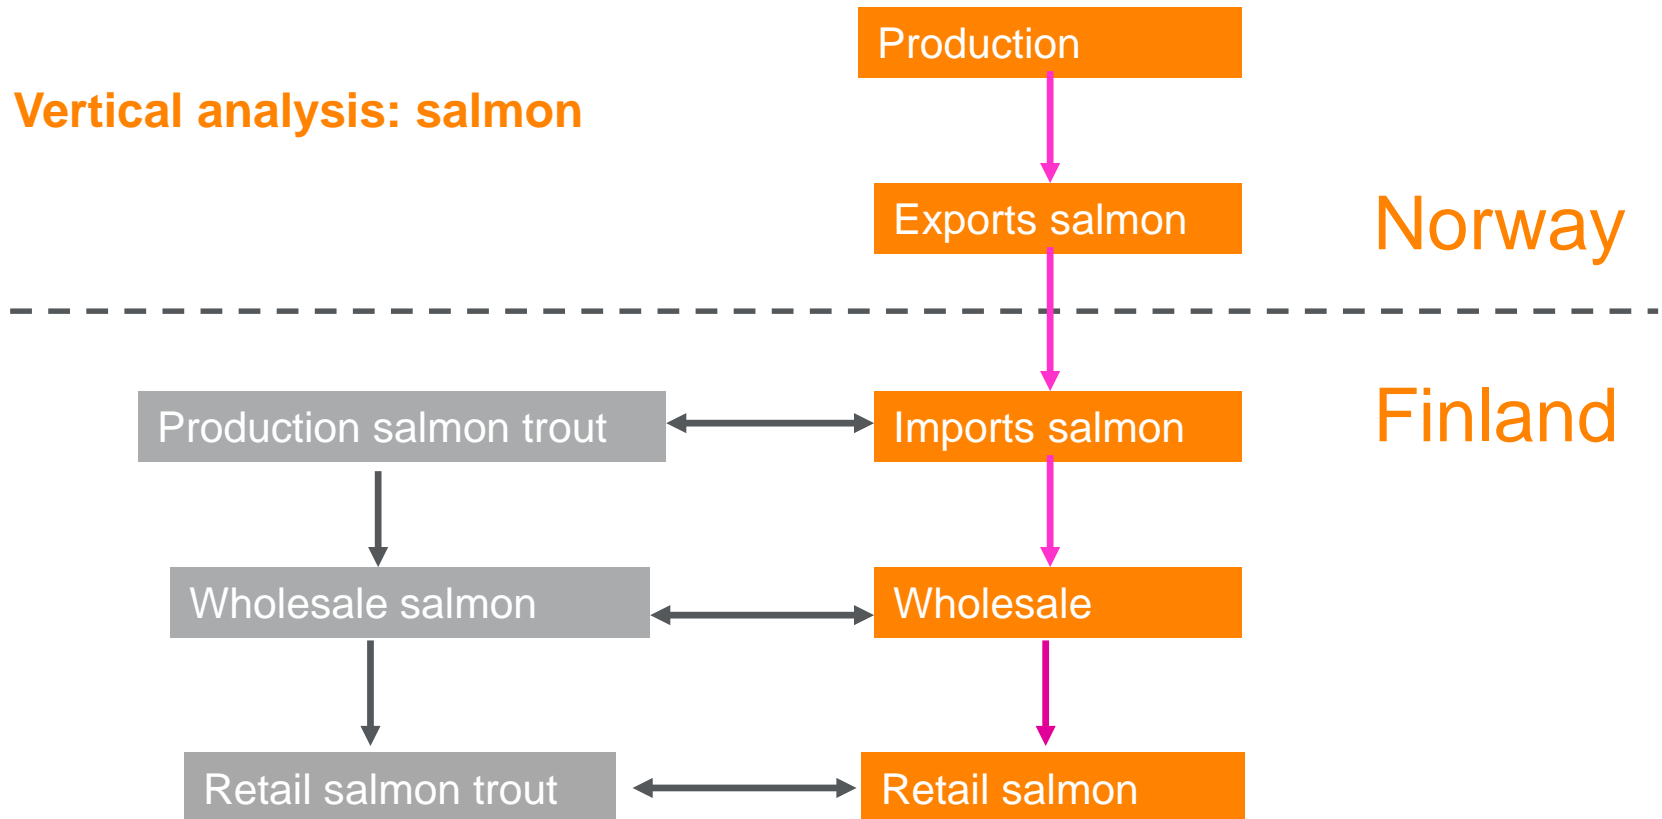 Production
Vertical analysis: salmon
Exports salmon
Norway
Finland
Production salmon trout
Imports salmon
Wholesale salmon
Wholesale
Retail salmon trout
Retail salmon